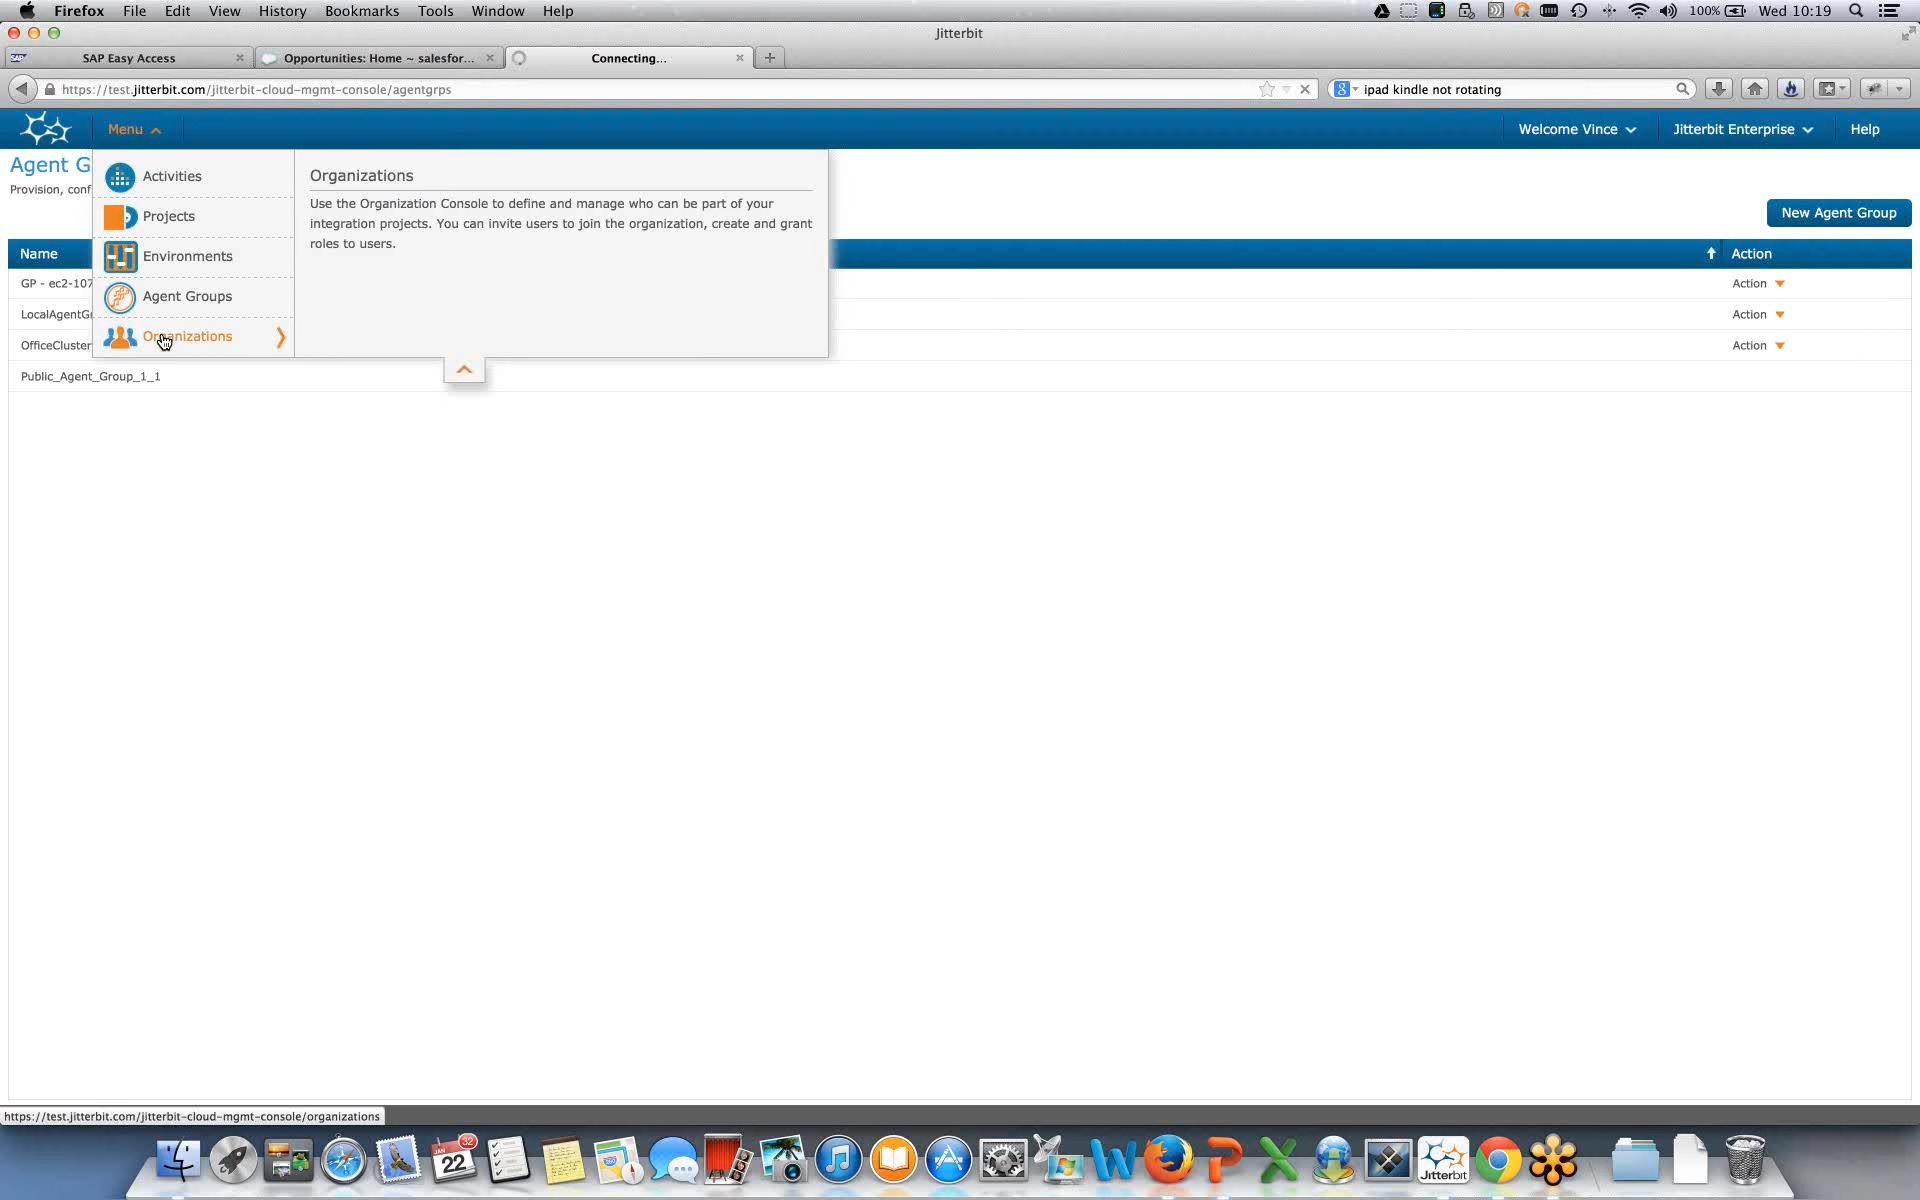 Firefox File Edit View History Bookmarks Tools Window Help 100% Wed 10:19
Jitterbit
SAP Easy Access Opportunities: Home ~ salesfor... Connecting...
https://test.jitterbit.com/jitterbit-cloud-mgmt-console/agentgrps ipad kindle not rotating
Menu Welcome Vince Jitterbit Enterprise Help
Agent G
Provision, conf
Activities
Projects
Environments
Agent Groups
Organizations
Organizations
Use the Organization Console to define and manage who can be part of your
integration projects. You can invite users to join the organization, create and grant
roles to users.
New Agent Group
Name Action
GP - ec2-107 Action
LocalAgentGr Action
OfficeCluster Action
Public_Agent_Group_1_1
https://test.jitterbit.com/jitterbit-cloud-mgmt-console/organizations
JAN
22
32
Jitterbit